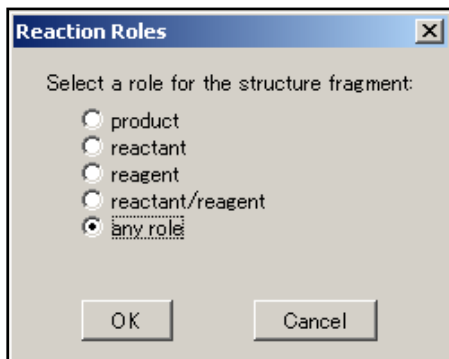 Reaction Roles
Select a role for the structure fragment:
product
reactant
reagent
reactant/reagent
any role
OK
Cancel